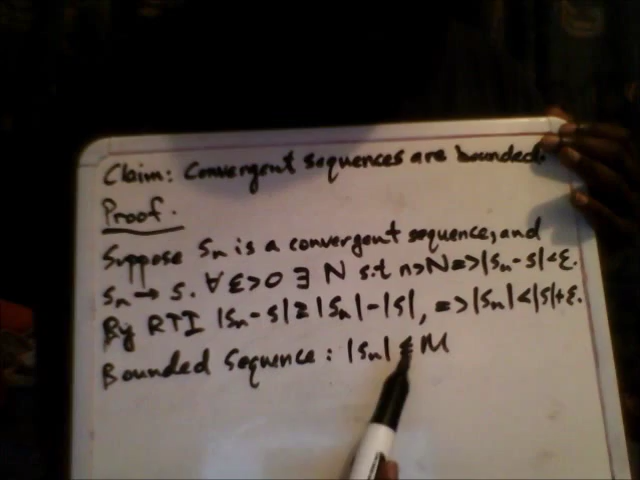 Claim: Convergent sequences are bounded.
Proof.
Suppose Sn is a convergent sequence, and
Sn → S. ∀ ε>0 ∃ N s.t n>N => |Sn-S|<ε.
By RTI |Sn-S| ≥ |Sn|-|S|, => |Sn|<|S|+ε.
Bounded Sequence: |Sn| ≤ M